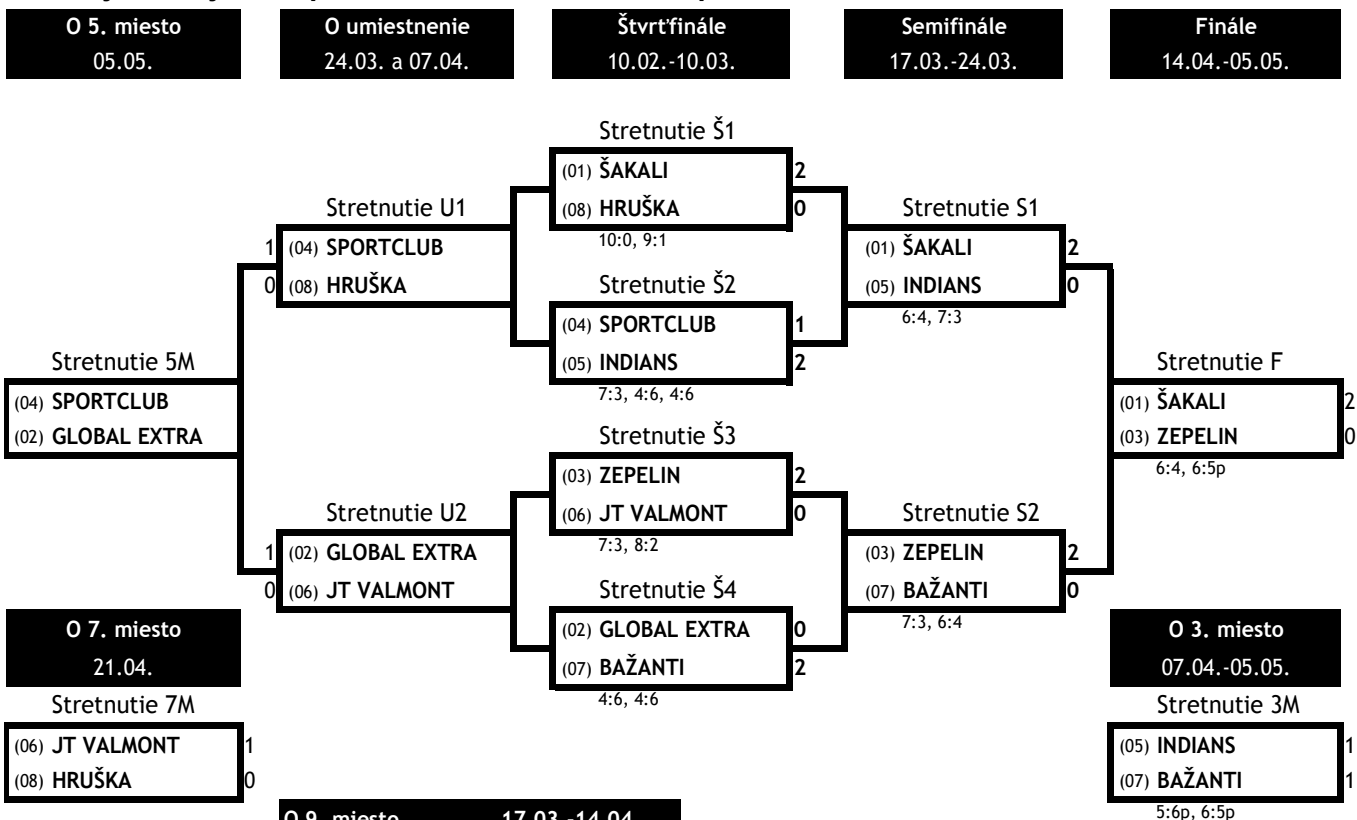 O 5. miesto
05.05.
O umiestnenie
24.03. a 07.04.
Štvrťfinále
10.02.-10.03.
Semifinále
17.03.-24.03.
Finále
14.04.-05.05.
Stretnutie Š1
(01) ŠAKALI 2
(08) HRUŠKA 0
10:0, 9:1
Stretnutie U1
1 (04) SPORTCLUB
0 (08) HRUŠKA
Stretnutie S1
(01) ŠAKALI 2
(05) INDIANS 0
6:4, 7:3
Stretnutie Š2
(04) SPORTCLUB 1
(05) INDIANS 2
7:3, 4:6, 4:6
Stretnutie 5M
(04) SPORTCLUB
(02) GLOBAL EXTRA
Stretnutie F
(01) ŠAKALI 2
(03) ZEPELIN 0
6:4, 6:5p
Stretnutie Š3
(03) ZEPELIN 2
(06) JT VALMONT 0
7:3, 8:2
Stretnutie U2
1 (02) GLOBAL EXTRA
0 (06) JT VALMONT
Stretnutie S2
(03) ZEPELIN 2
(07) BAŽANTI 0
7:3, 6:4
Stretnutie Š4
(02) GLOBAL EXTRA 0
(07) BAŽANTI 2
4:6, 4:6
O 7. miesto
21.04.
Stretnutie 7M
(06) JT VALMONT 1
(08) HRUŠKA 0
O 3. miesto
07.04.-05.05.
Stretnutie 3M
(05) INDIANS 1
(07) BAŽANTI 1
5:6p, 6:5p
O 9. miesto 17.03.-14.04.